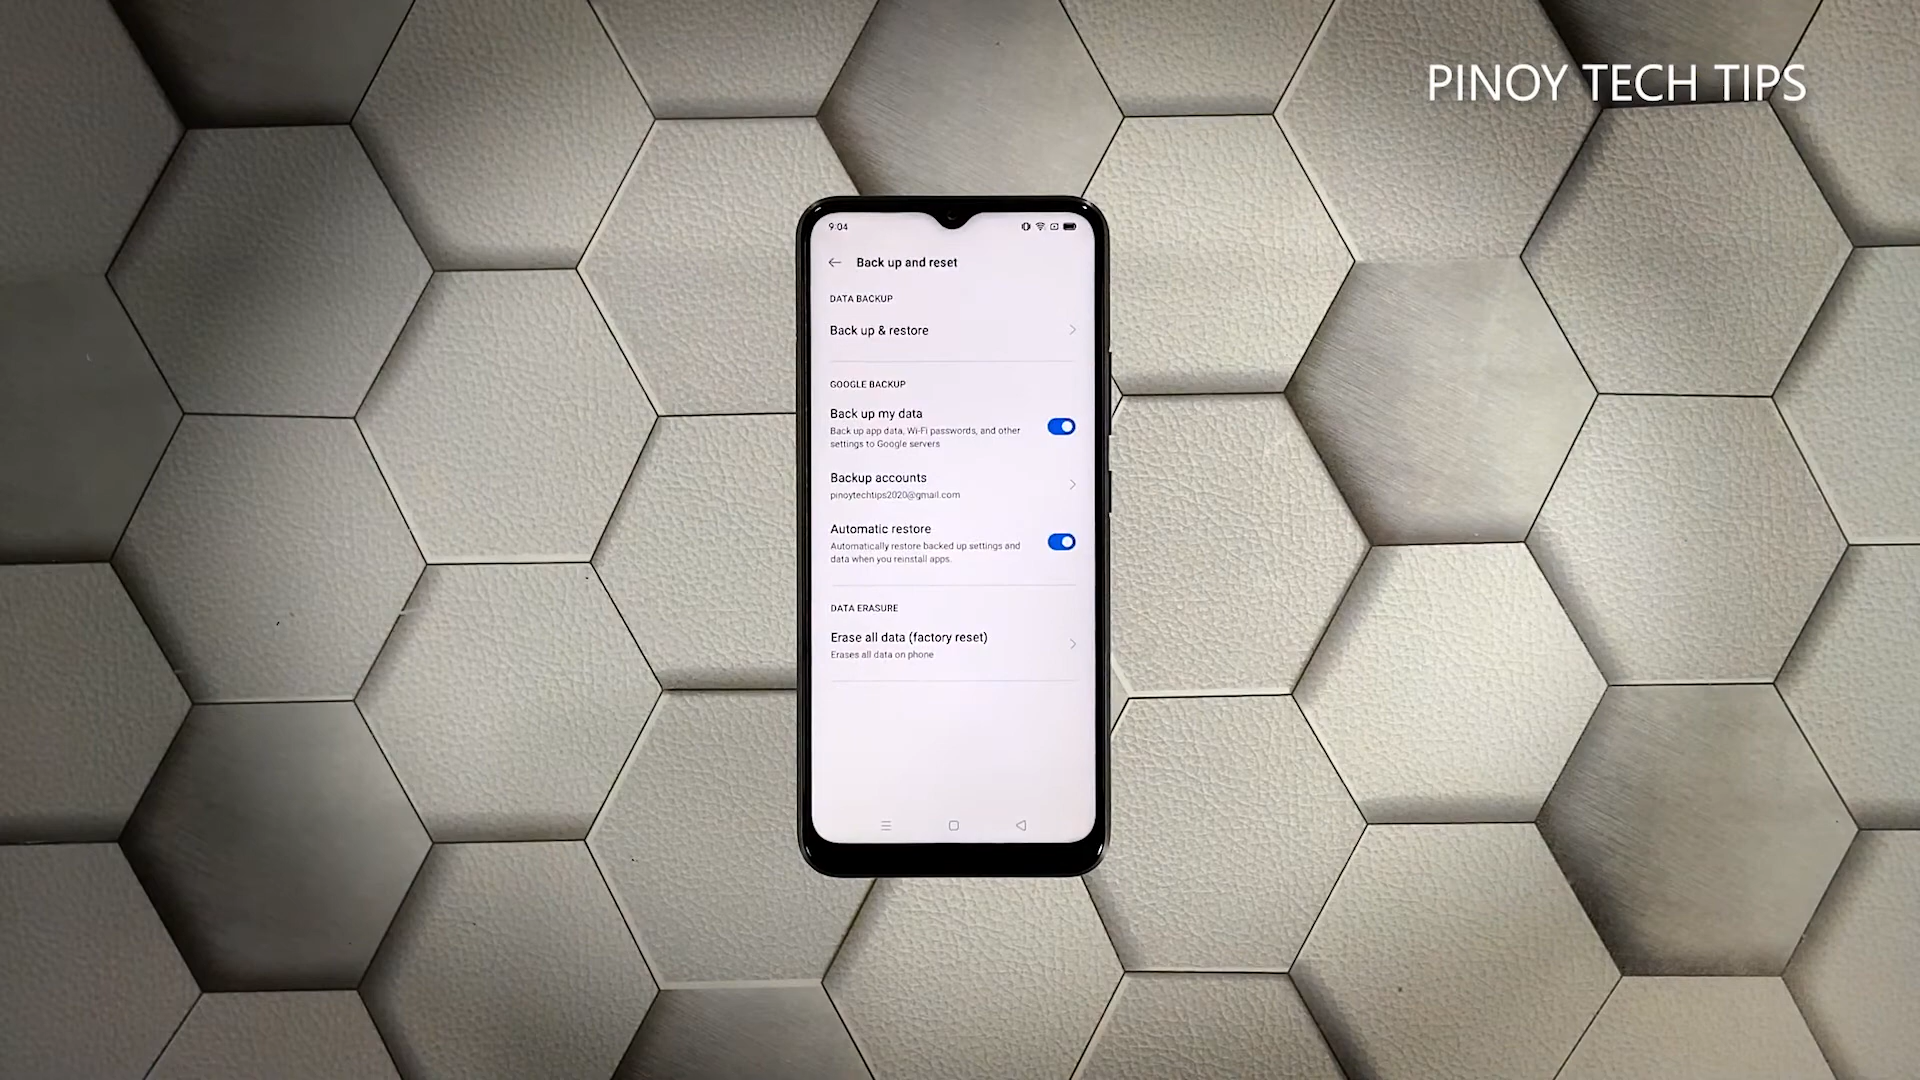 PINOY TECH TIPS
9:04
Back up and reset
DATA BACKUP
Back up & restore
GOOGLE BACKUP
Back up my data
Back up app data, Wi-Fi passwords, and other
settings to Google servers
Backup accounts
pinoytechtips2020@gmail.com
Automatic restore
Automatically restore backed up settings and
data when you reinstall apps.
DATA ERASURE
Erase all data (factory reset)
Erases all data on phone